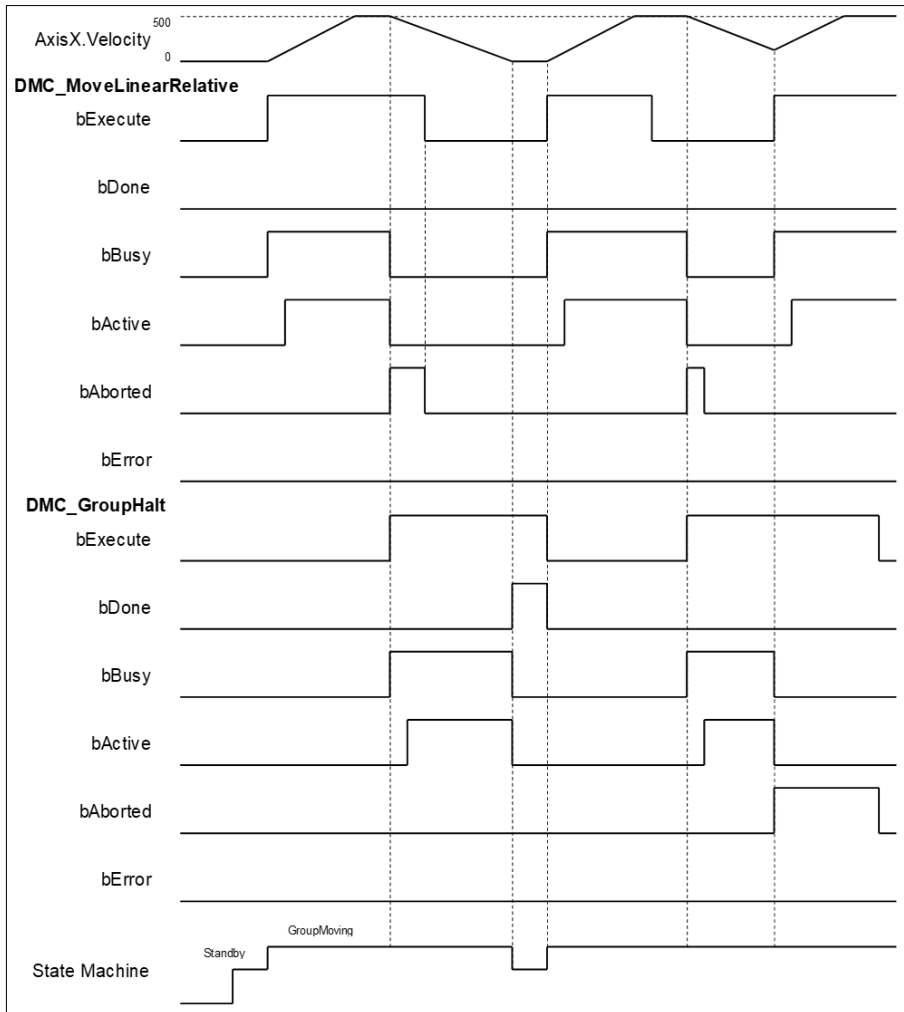 500
AxisX.Velocity
0
DMC_MoveLinearRelative
bExecute
bDone
bBusy
bActive
bAborted
bError
DMC_GroupHalt
bExecute
bDone
bBusy
bActive
bAborted
bError
GroupMoving
Standby
State Machine